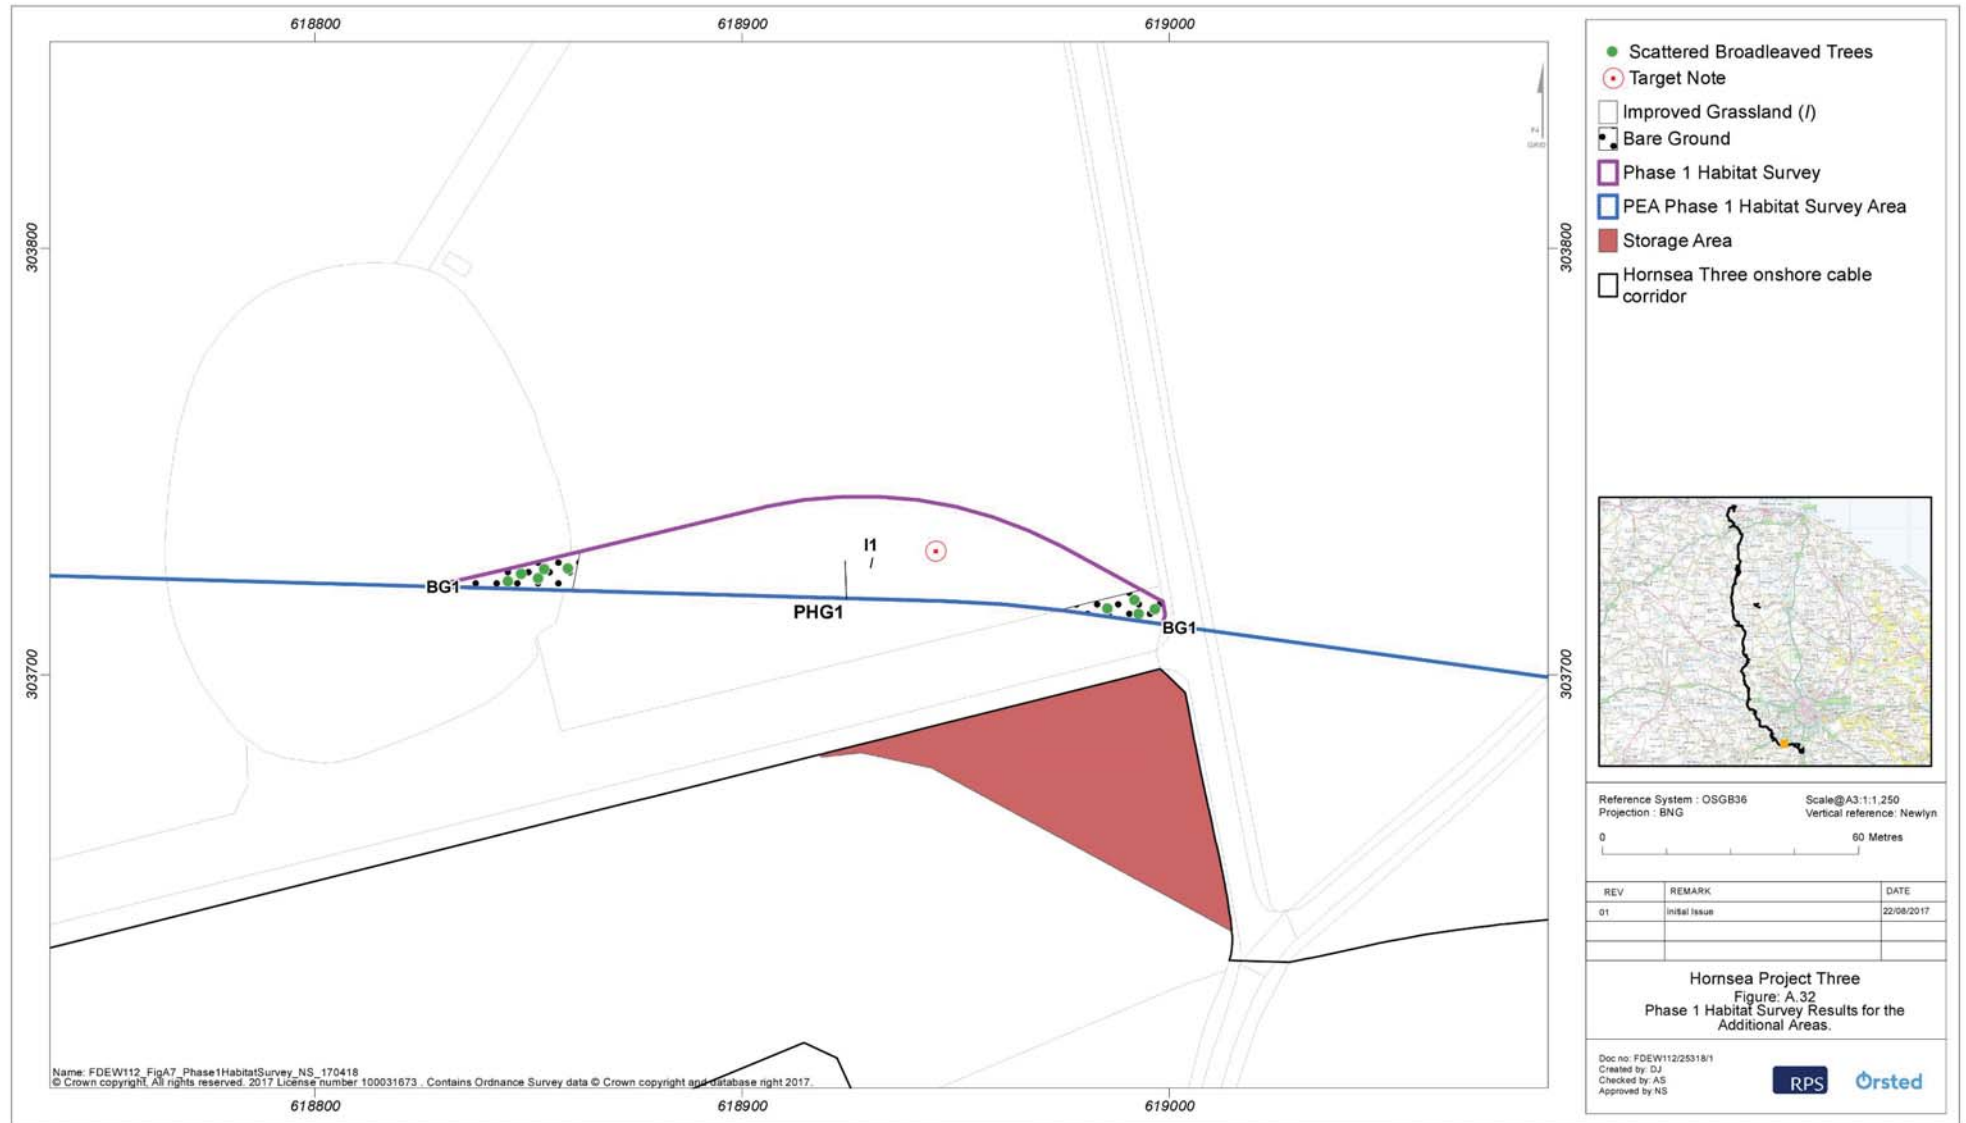 618800
618900
619000
303800
303800
303700
303700
I1
I
PHG1
BG1
BG1
Name: FDEW112_FigA7_Phase1HabitatSurvey_NS_170418
© Crown copyright, All rights reserved. 2017 License number 100031673 . Contains Ordnance Survey data © Crown copyright and database right 2017.
618800
618900
619000
N
GRID
Scattered Broadleaved Trees
Target Note
Improved Grassland (I)
Bare Ground
Phase 1 Habitat Survey
PEA Phase 1 Habitat Survey Area
Storage Area
Hornsea Three onshore cable
corridor
Reference System : OSGB36 Scale@A3:1:1,250
Projection : BNG Vertical reference: Newlyn
0 60 Metres
REV REMARK DATE
01 Initial Issue 22/08/2017
Hornsea Project Three
Figure: A.32
Phase 1 Habitat Survey Results for the
Additional Areas.
Doc no: FDEW112/25318/1
Created by: DJ
Checked by: AS
Approved by: NS
RPS
Ørsted